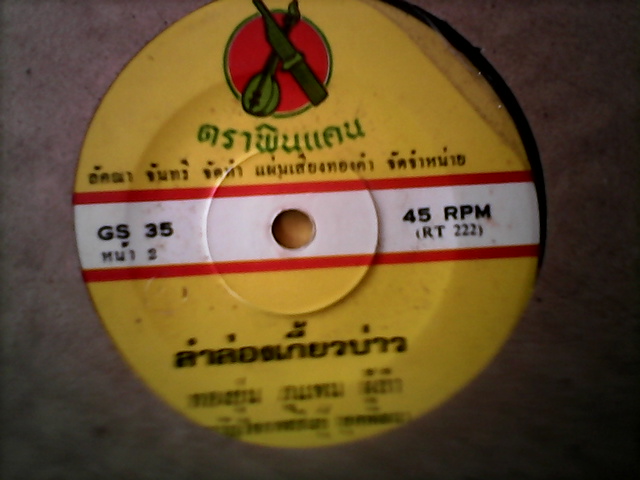 ตราพิณแคน
ลัคณา จันทรี จัดทำ แผ่นเสียงทองคำ จัดจำหน่าย
GS 35
45 RPM
หน้า 2
(RT 222)
ลำล่องเกี้ยวบ่าว